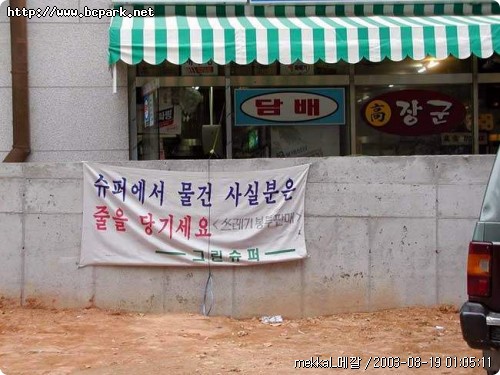 http://www.bcpark.net
담배
高 장군
슈퍼에서 물건 사실분은
줄을 당기세요 <쓰레기봉투판매>
그린슈퍼
mekkaL메깔 /2003-08-19 01:05:11